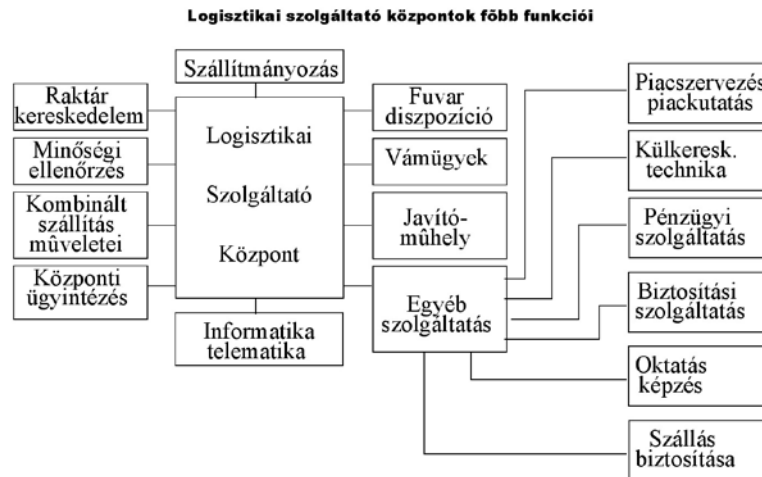 Logisztikai szolgáltató központok főbb funkciói
Szállítmányozás
Raktár
kereskedelem
Minőségi
ellenőrzés
Kombinált
szállítás
műveletei
Központi
ügyintézés
Logisztikai
Szolgáltató
Központ
Informatika
telematika
Fuvar
diszpozíció
Vámügyek
Javító-
műhely
Egyéb
szolgáltatás
Piacszervezés
piackutatás
Külkeresk.
technika
Pénzügyi
szolgáltatás
Biztosítási
szolgáltatás
Oktatás
képzés
Szállás
biztosítása